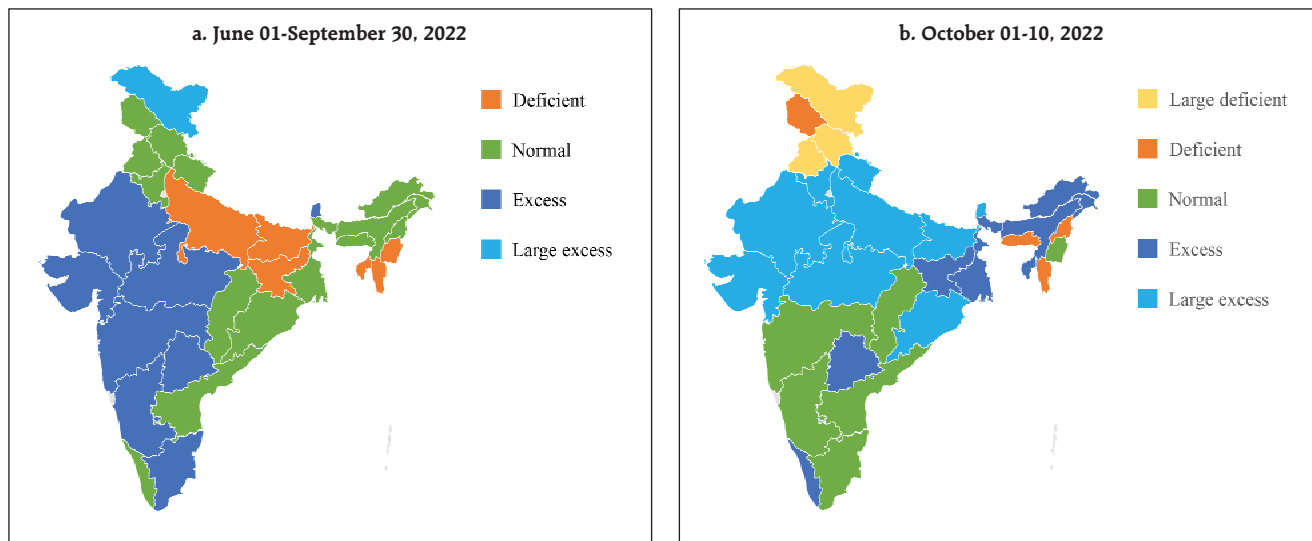 a. June 01-September 30, 2022
Deficient
Normal
Excess
Large excess
b. October 01-10, 2022
Large deficient
Deficient
Normal
Excess
Large excess